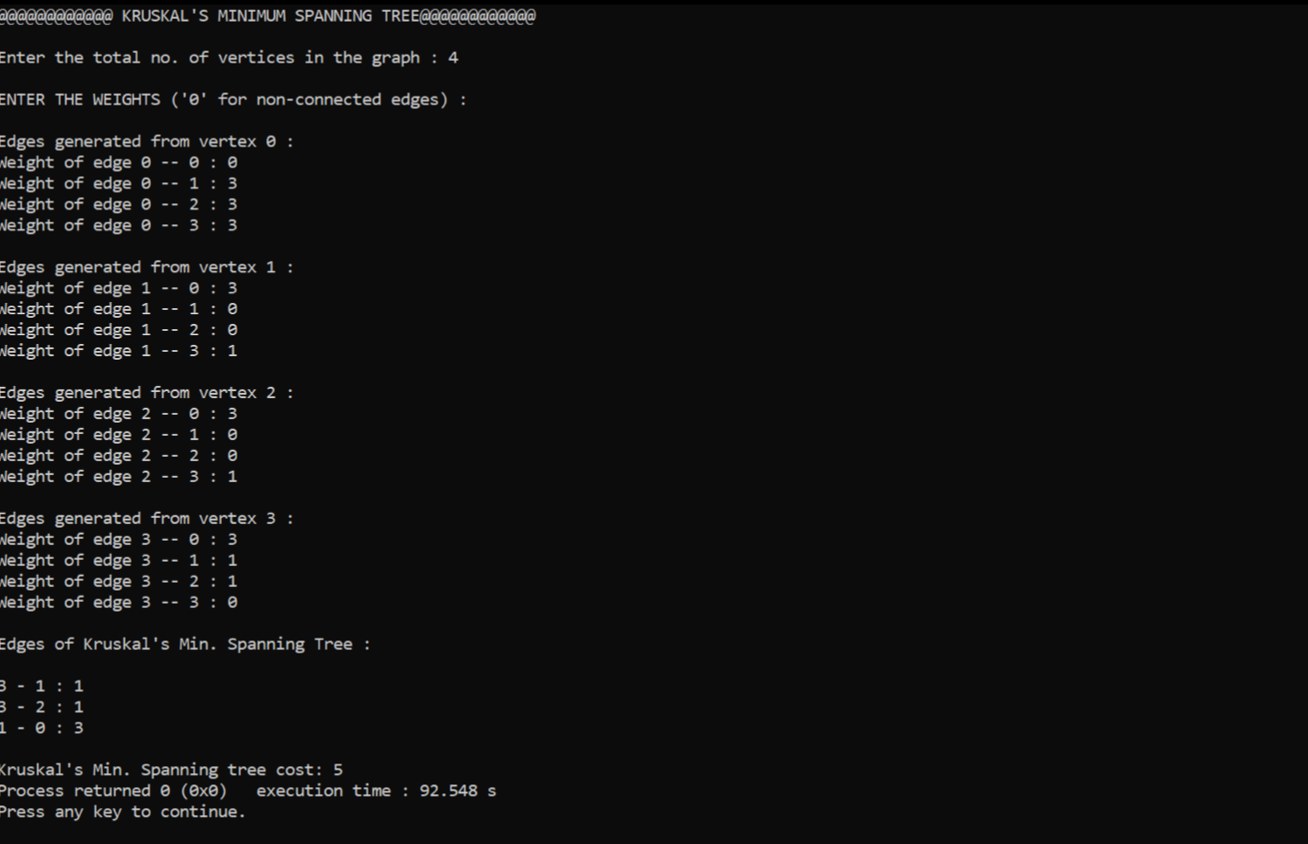 @@@@@@@@@@@@ KRUSKAL'S MINIMUM SPANNING TREE@@@@@@@@@@@@
Enter the total no. of vertices in the graph : 4
ENTER THE WEIGHTS ('0' for non-connected edges) :
Edges generated from vertex 0 :
Weight of edge 0 -- 0 : 0
Weight of edge 0 -- 1 : 3
Weight of edge 0 -- 2 : 3
Weight of edge 0 -- 3 : 3
Edges generated from vertex 1 :
Weight of edge 1 -- 0 : 3
Weight of edge 1 -- 1 : 0
Weight of edge 1 -- 2 : 0
Weight of edge 1 -- 3 : 1
Edges generated from vertex 2 :
Weight of edge 2 -- 0 : 3
Weight of edge 2 -- 1 : 0
Weight of edge 2 -- 2 : 0
Weight of edge 2 -- 3 : 1
Edges generated from vertex 3 :
Weight of edge 3 -- 0 : 3
Weight of edge 3 -- 1 : 1
Weight of edge 3 -- 2 : 1
Weight of edge 3 -- 3 : 0
Edges of Kruskal's Min. Spanning Tree :
3 - 1 : 1
3 - 2 : 1
1 - 0 : 3
Kruskal's Min. Spanning tree cost: 5
Process returned 0 (0x0)   execution time : 92.548 s
Press any key to continue.